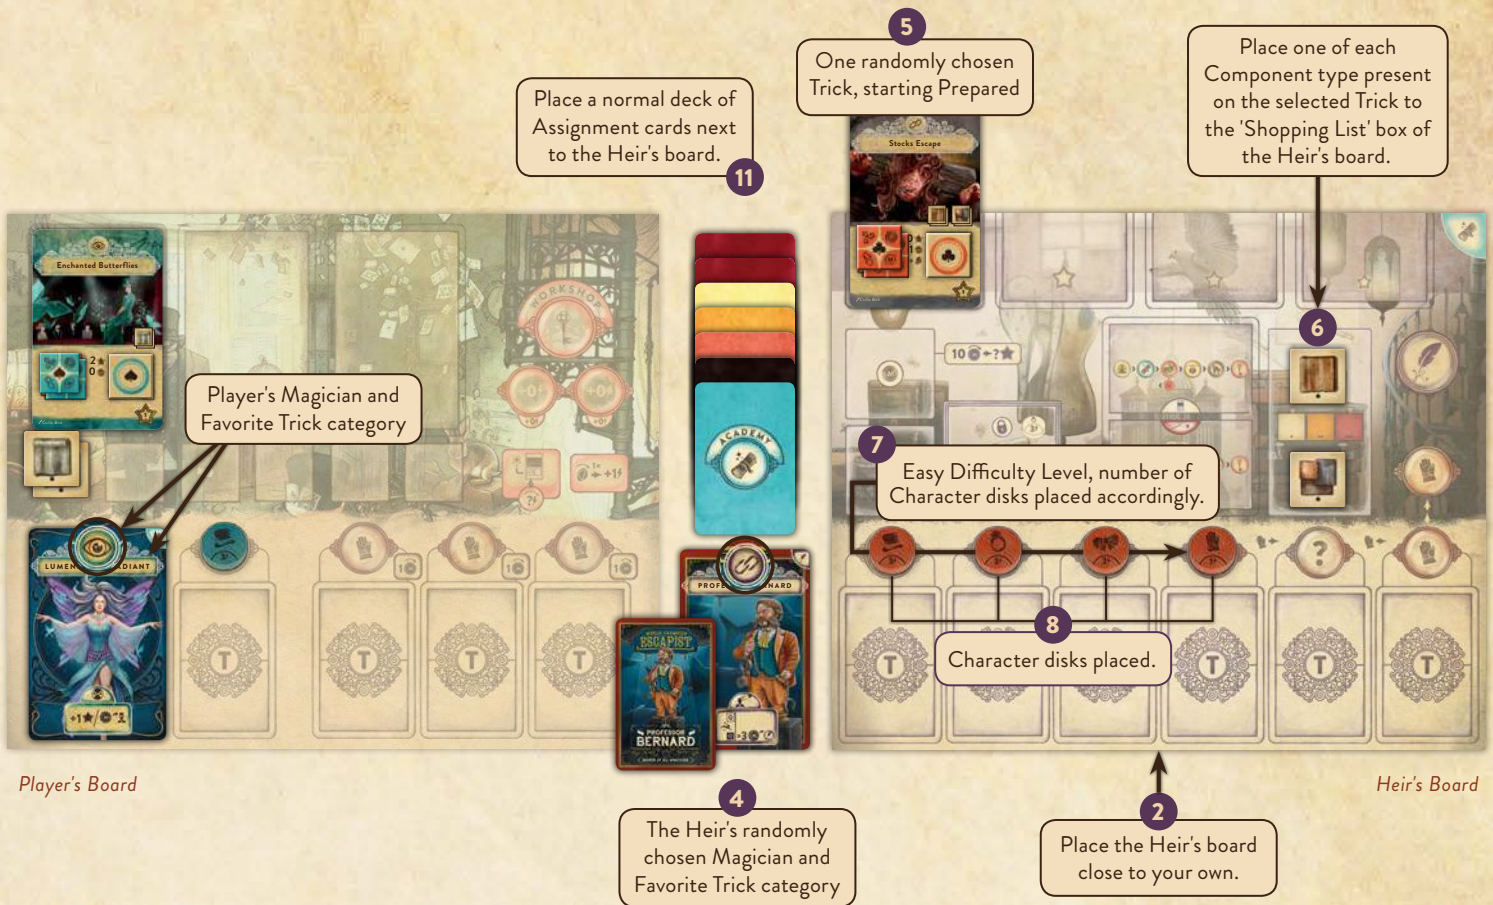 5
One randomly chosen
Trick, starting Prepared
Place one of each
Component type present
on the selected Trick to
the 'Shopping List' box of
the Heir's board.
Place a normal deck of
Assignment cards next
to the Heir's board.
11
Stocks Escape
Enchanted Butterflies
WORKSHOP
6
10
?
2
0
Player's Magician and
Favorite Trick category
ACADEMY
7
Easy Difficulty Level, number of
Character disks placed accordingly.
?
8
Character disks placed.
T
T
T
T
T
T
T
T
ESCAPIST
PROFESSOR
BERNARD
+1
Player's Board
Heir's Board
4
The Heir's randomly
chosen Magician and
Favorite Trick category
2
Place the Heir's board
close to your own.